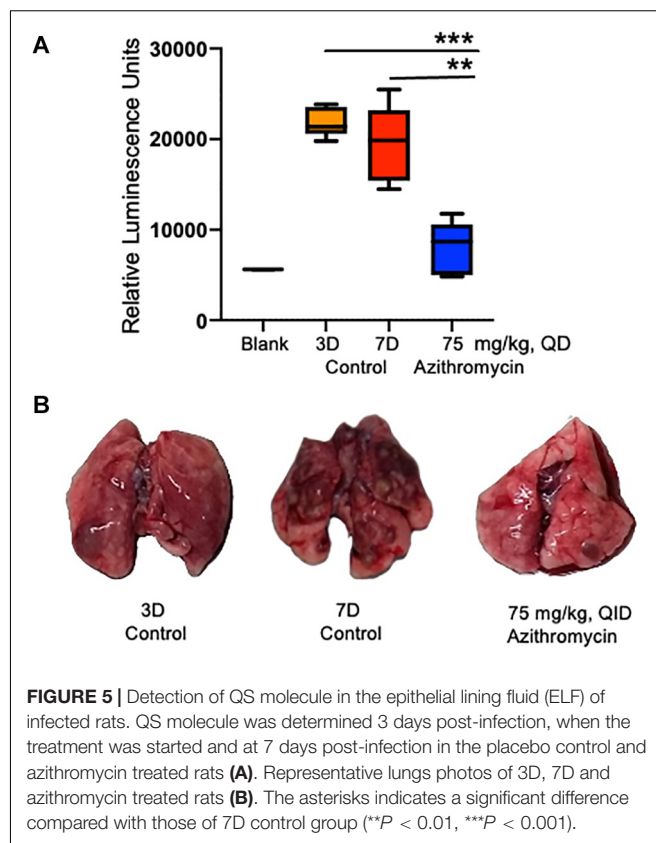 A
30000
***
**
20000
10000
0
Relative Luminescence Units
Blank 3D 7D 75 mg/kg, QD
Control Azithromycin
B
3D 7D 75 mg/kg, QID
Control Control Azithromycin
FIGURE 5 | Detection of QS molecule in the epithelial lining fluid (ELF) of
infected rats. QS molecule was determined 3 days post-infection, when the
treatment was started and at 7 days post-infection in the placebo control and
azithromycin treated rats (A). Representative lungs photos of 3D, 7D and
azithromycin treated rats (B). The asterisks indicates a significant difference
compared with those of 7D control group (**P < 0.01, ***P < 0.001).